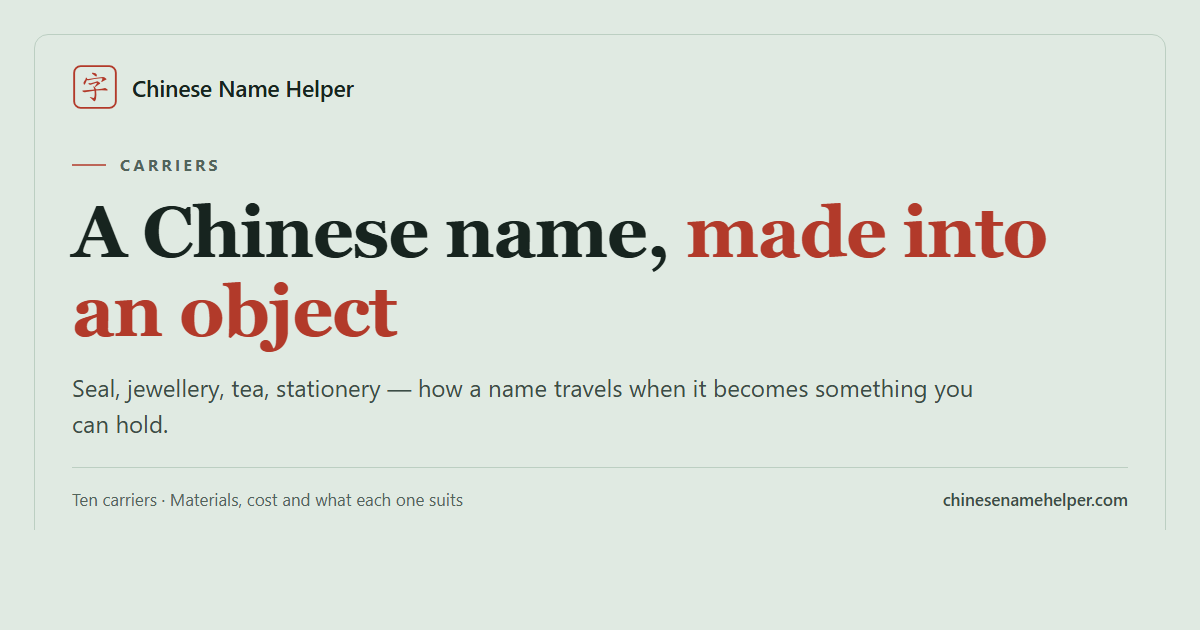 字
Chinese Name Helper
CARRIERS
A Chinese name, made into
an object
Seal, jewellery, tea, stationery — how a name travels when it becomes something you
can hold.
Ten carriers · Materials, cost and what each one suits
chinesenamehelper.com